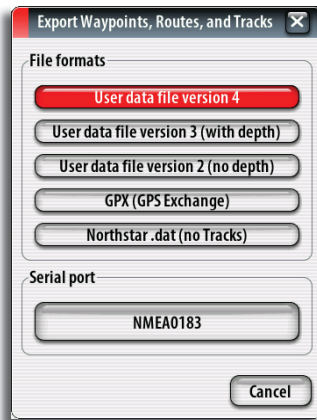 Export Waypoints, Routes, and Tracks
File formats
User data file version 4
User data file version 3 (with depth)
User data file version 2 (no depth)
GPX (GPS Exchange)
Northstar .dat (no Tracks)
Serial port
NMEA0183
Cancel